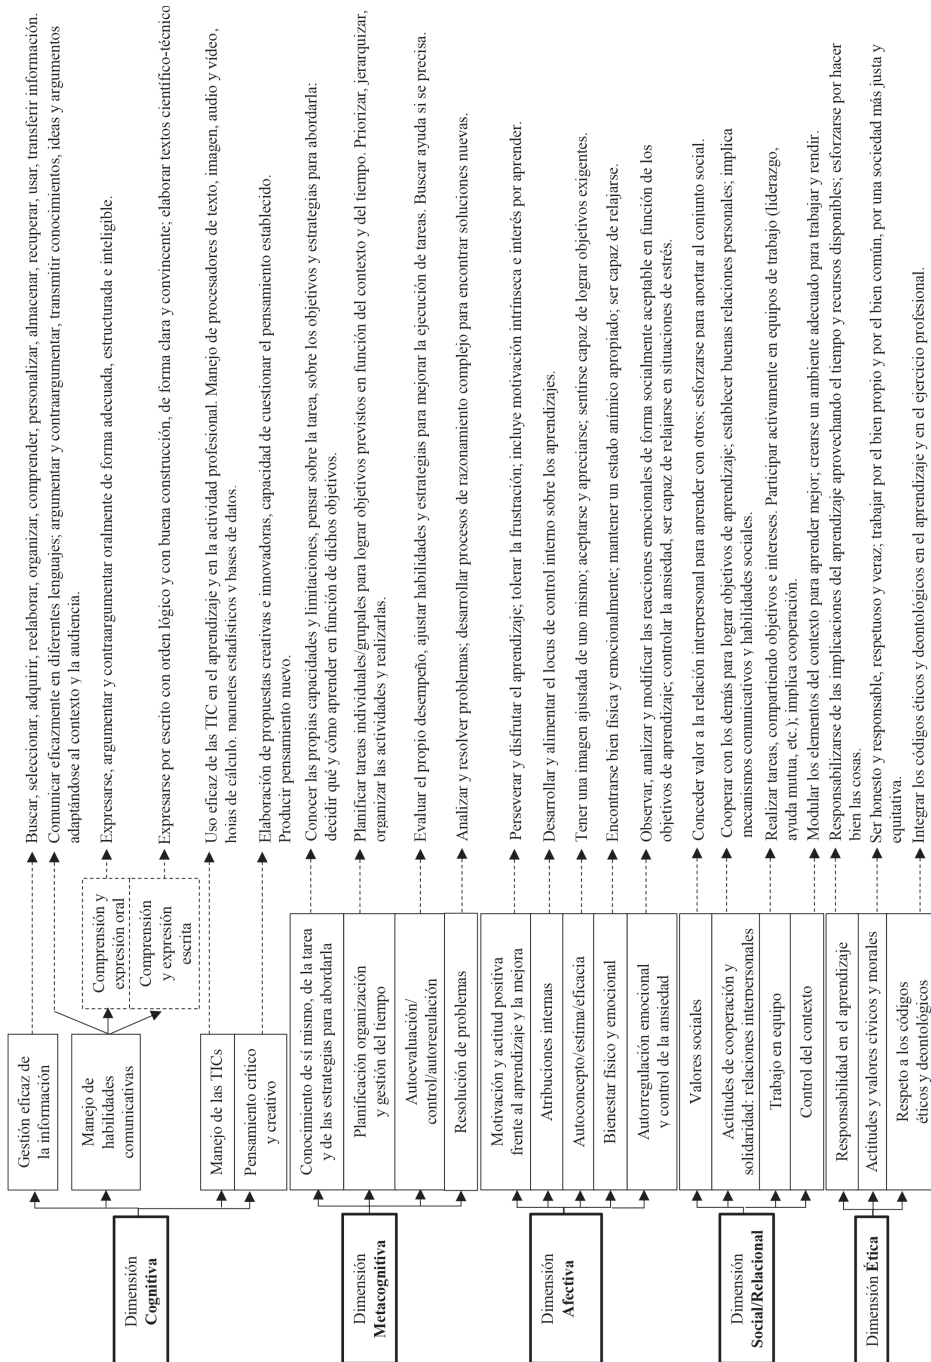 Dimensión
Cognitiva
Gestión eficaz de
la información
Buscar, seleccionar, adquirir, reelaborar, organizar, comprender, personalizar, almacenar, recuperar, usar, transferir información.
Manejo de
habilidades
comunicativas
Comunicar eficazmente en diferentes lenguajes; argumentar y contraargumentar, transmitir conocimientos, ideas y argumentos
adaptándose al contexto y la audiencia.
Comprensión y
expresión oral
Expresarse, argumentar y contraargumentar oralmente de forma adecuada, estructurada e inteligible.
Comprensión
y expresión
escrita
Expresarse por escrito con orden lógico y con buena construcción, de forma clara y convincente; elaborar textos científico-técnico
Manejo de las TICs
Uso eficaz de las TIC en el aprendizaje y en la actividad profesional. Manejo de procesadores de texto, imagen, audio y vídeo,
hojas de cálculo, paquetes estadísticos y bases de datos.
Pensamiento crítico
y creativo
Elaboración de propuestas creativas e innovadoras, capacidad de cuestionar el pensamiento establecido.
Producir pensamiento nuevo.
Dimensión
Metacognitiva
Conocimiento de sí mismo, de la tarea
y de las estrategias para abordarla
Conocer las propias capacidades y limitaciones, pensar sobre la tarea, sobre los objetivos y estrategias para abordarla:
decidir qué y cómo aprender en función de dichos objetivos.
Planificación organización
y gestión del tiempo
Planificar tareas individuales/grupales para lograr objetivos previstos en función del contexto y del tiempo. Priorizar, jerarquizar,
organizar las actividades y realizarlas.
Autoevaluación/
control/autoregulación
Evaluar el propio desempeño, ajustar habilidades y estrategias para mejorar la ejecución de tareas. Buscar ayuda si se precisa.
Resolución de problemas
Analizar y resolver problemas; desarrollar procesos de razonamiento complejo para encontrar soluciones nuevas.
Dimensión
Afectiva
Motivación y actitud positiva
frente al aprendizaje y la mejora
Perseverar y disfrutar el aprendizaje; tolerar la frustración; incluye motivación intrínseca e interés por aprender.
Atribuciones internas
Desarrollar y alimentar el locus de control interno sobre los aprendizajes.
Autoconcepto/estima/eficacia
Tener una imagen ajustada de uno mismo; aceptarse y apreciarse; sentirse capaz de lograr objetivos exigentes.
Bienestar físico y emocional
Encontrarse bien física y emocionalmente, mantener un estado anímico apropiado; ser capaz de relajarse.
Autorregulación emocional
y control de la ansiedad
Observar, analizar y modificar las reacciones emocionales de forma socialmente aceptable en función de los
objetivos de aprendizaje; controlar la ansiedad, ser capaz de relajarse en situaciones de estrés.
Dimensión
Social/Relacional
Valores sociales
Conceder valor a la relación interpersonal para aprender con otros; esforzarse para aportar al conjunto social.
Actitudes de cooperación y
solidaridad: relaciones interpersonales
Cooperar con los demás para lograr objetivos de aprendizaje; establecer buenas relaciones personales; implica
mecanismos comunicativos y habilidades sociales.
Trabajo en equipo
Realizar tareas, compartiendo objetivos e intereses. Participar activamente en equipos de trabajo (liderazgo,
ayuda mutua, etc.); implica cooperación.
Control del contexto
Modular los elementos del contexto para aprender mejor; crearse un ambiente adecuado para trabajar y rendir.
Dimensión Ética
Responsabilidad en el aprendizaje
Responsabilizarse de las implicaciones del aprendizaje aprovechando el tiempo y recursos disponibles; esforzarse por hacer
bien las cosas.
Actitudes y valores cívicos y morales
Ser honesto y responsable, respetuoso y veraz; trabajar por el bien propio y por el bien común, por una sociedad más justa y
equitativa.
Respeto a los códigos
éticos y deontológicos
Integrar los códigos éticos y deontológicos en el aprendizaje y en el ejercicio profesional.